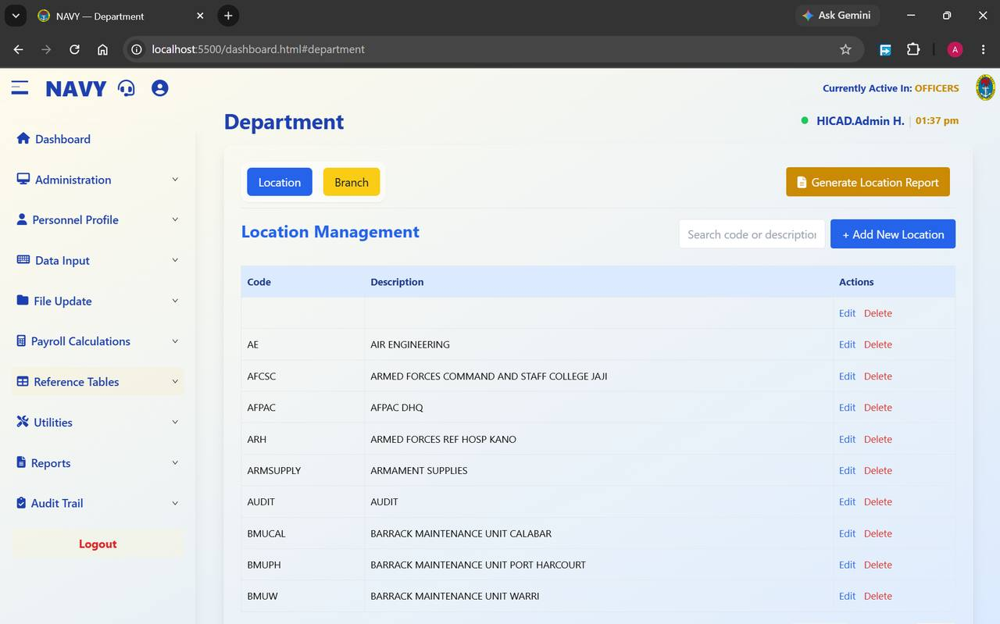 NAVY — Department
Ask Gemini
localhost:5500/dashboard.html#department
A
NAVY
Currently Active In: OFFICERS
Department
HICAD.Admin H. | 01:37 pm
Dashboard
Administration
Personnel Profile
Data Input
File Update
Payroll Calculations
Reference Tables
Utilities
Reports
Audit Trail
Logout
Location Branch
Generate Location Report
Location Management
Search code or description
+ Add New Location
Code Description Actions
Edit Delete
AE AIR ENGINEERING Edit Delete
AFCSC ARMED FORCES COMMAND AND STAFF COLLEGE JAJI Edit Delete
AFPAC AFPAC DHQ Edit Delete
ARH ARMED FORCES REF HOSP KANO Edit Delete
ARMSUPPLY ARMAMENT SUPPLIES Edit Delete
AUDIT AUDIT Edit Delete
BMUCAL BARRACK MAINTENANCE UNIT CALABAR Edit Delete
BMUPH BARRACK MAINTENANCE UNIT PORT HARCOURT Edit Delete
BMUW BARRACK MAINTENANCE UNIT WARRI Edit Delete